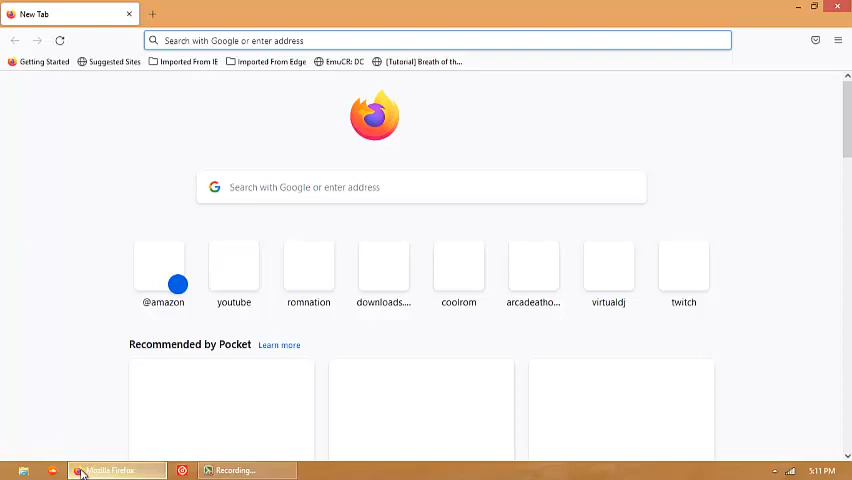 New Tab
Search with Google or enter address
Getting Started Suggested Sites Imported From IE Imported From Edge EmuCR: DC [Tutorial] Breath of th...
Search with Google or enter address
@amazon youtube romnation downloads.... coolrom arcadeatho... virtualdj twitch
Recommended by Pocket Learn more
Mozilla Firefox Recording... 5:11 PM